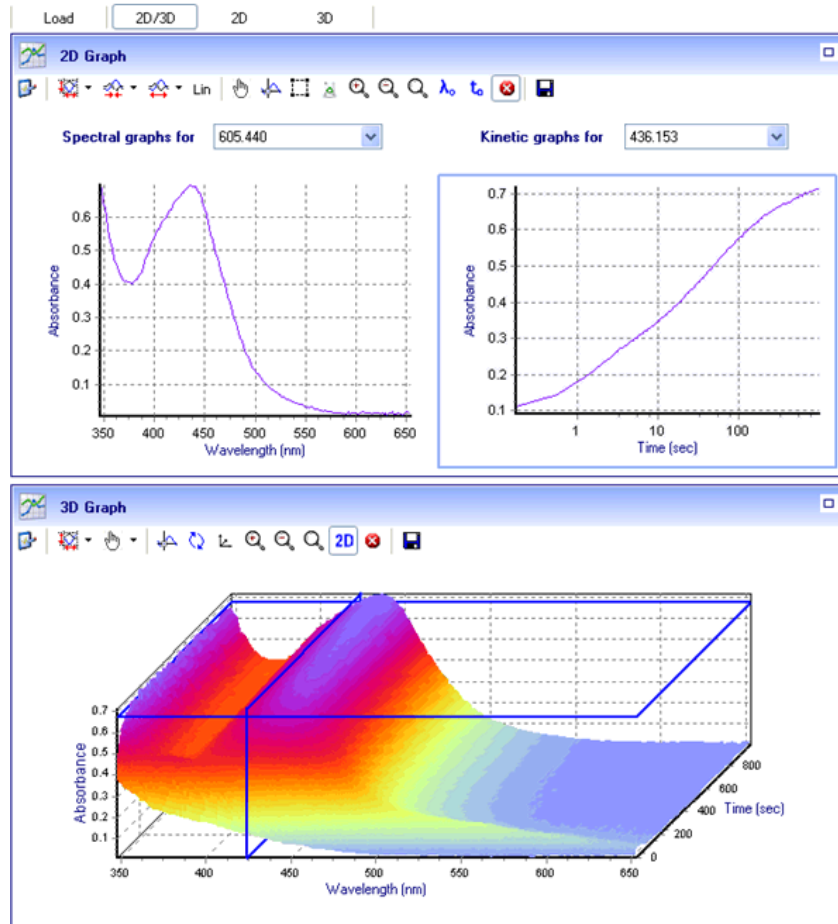 Load 2D/3D 2D 3D
2D Graph
Lin λo to
Spectral graphs for 605.440 Kinetic graphs for 436.153
0.6
0.5
0.4
0.3
0.2
0.1
Absorbance
350 400 450 500 550 600 650
Wavelength (nm)
0.7
0.6
0.5
0.4
0.3
0.2
0.1
Absorbance
1 10 100
Time (sec)
3D Graph
2D
0.7
0.6
0.5
0.4
0.3
0.2
0.1
Absorbance
350 400 450 500 550 600 650
Wavelength (nm)
800
600
400
200
0
Time (sec)